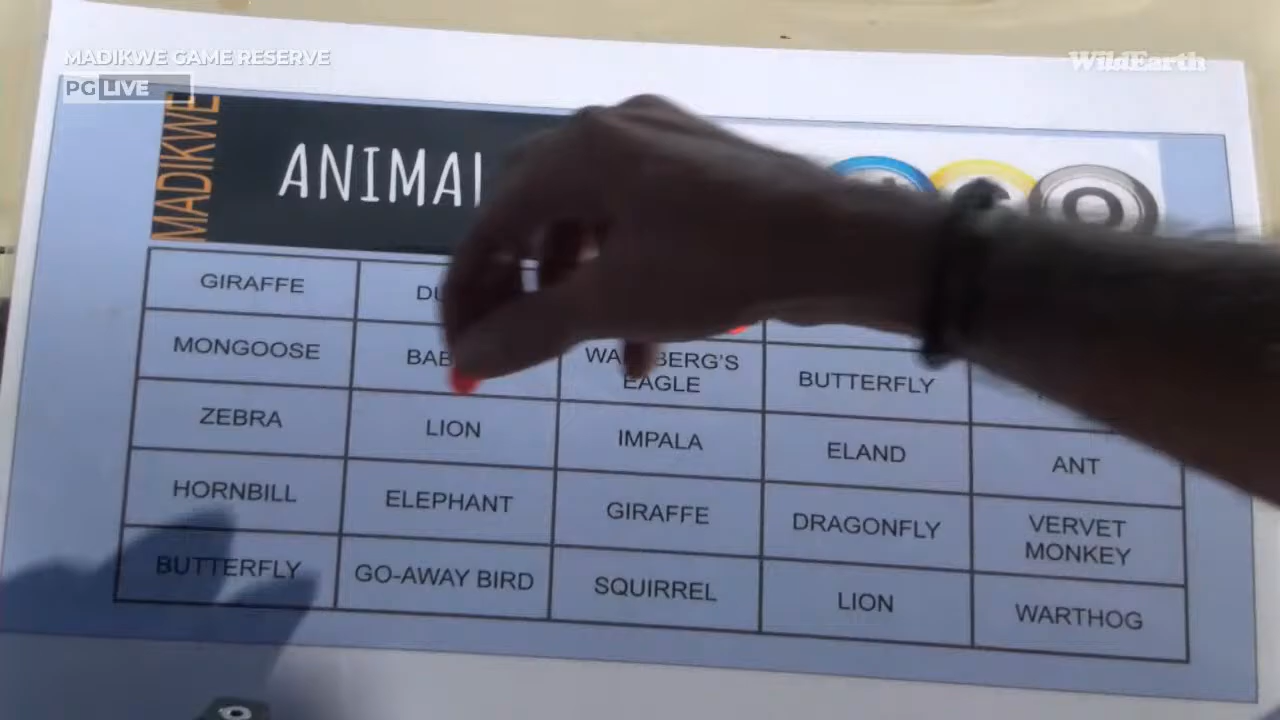 MADIKWE GAME RESERVE
PG LIVE
WildEarth
MADIKWE
ANIMAL
O
GIRAFFE
MONGOOSE
BUTTERFLY
EAGLE
ZEBRA
LION
IMPALA
ELAND
ANT
HORNBILL
ELEPHANT
GIRAFFE
DRAGONFLY
VERVET
MONKEY
BUTTERFLY
GO-AWAY BIRD
SQUIRREL
LION
WARTHOG